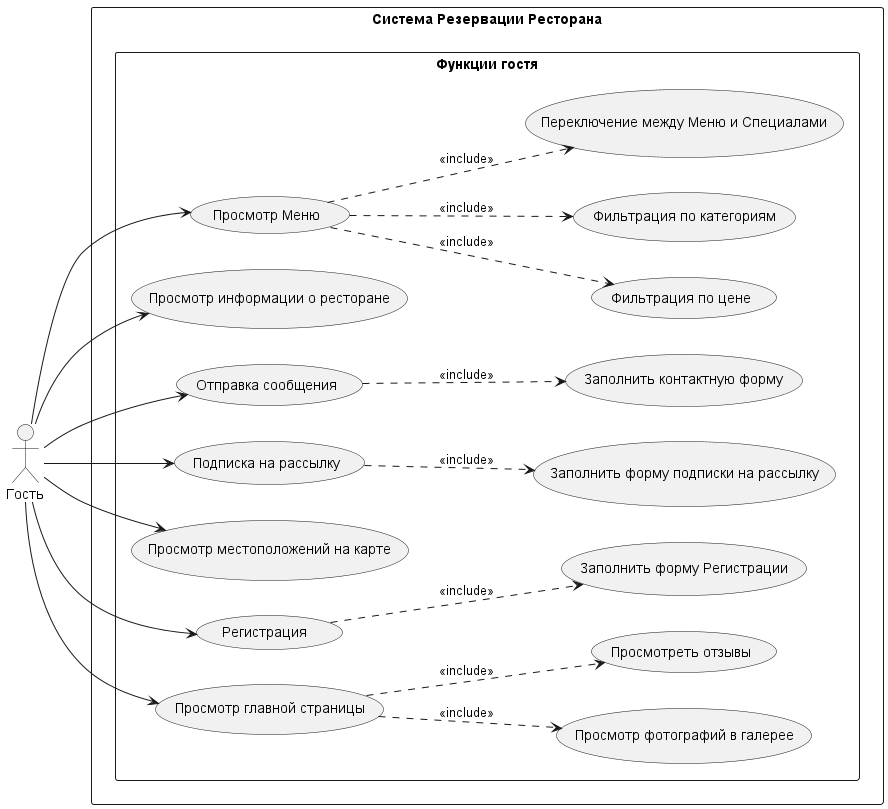 Система Резервации Ресторана
Функции гостя
Переключение между Меню и Специалами
«include»
Просмотр Меню
«include»
Фильтрация по категориям
«include»
Просмотр информации о ресторане
Фильтрация по цене
«include»
Заполнить контактную форму
Отправка сообщения
«include»
Подписка на рассылку
Заполнить форму подписки на рассылку
Гость
Просмотр местоположений на карте
Заполнить форму Регистрации
«include»
Регистрация
Просмотреть отзывы
«include»
Просмотр главной страницы
«include»
Просмотр фотографий в галерее